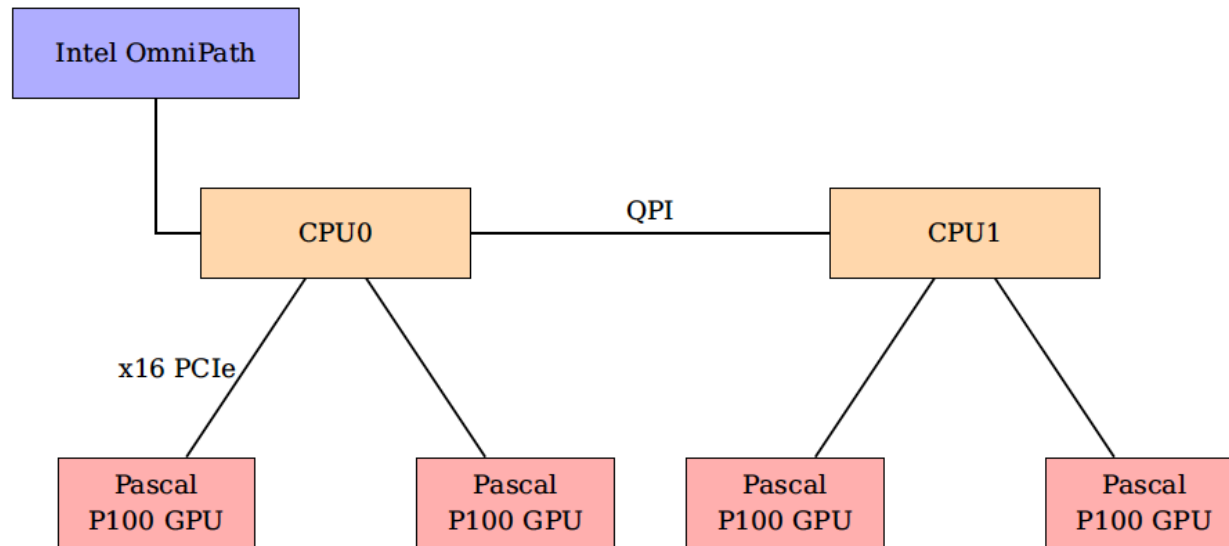 Intel OmniPath
QPI
CPU0
CPU1
x16 PCIe
Pascal
P100 GPU
Pascal
P100 GPU
Pascal
P100 GPU
Pascal
P100 GPU